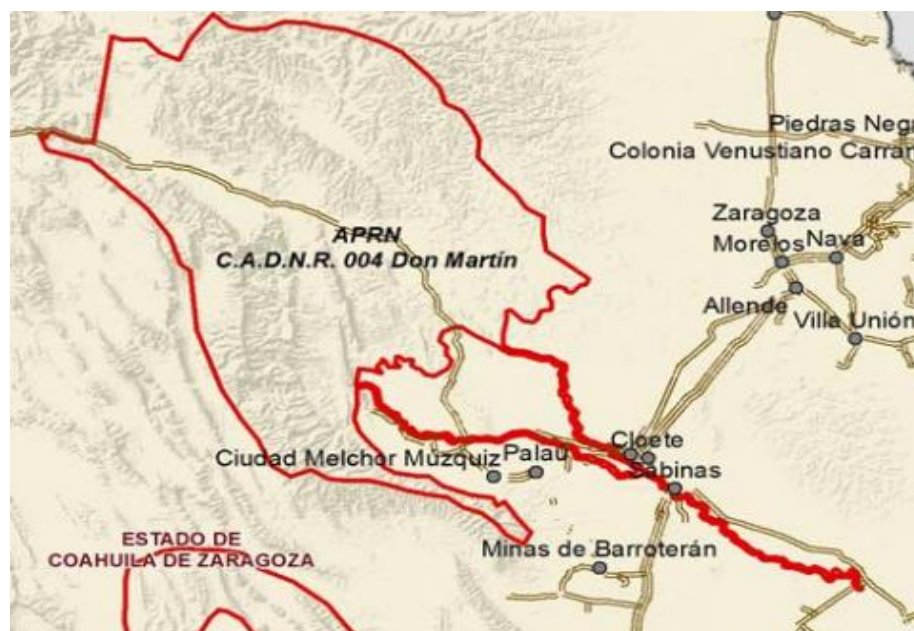 Piedras Negr
Colonia Venustiano Carran
Zaragoza
Morelos Nava
Allende
Villa Unión
APRN
C.A.D.N.R. 004 Don Martín
Cloete
Ciudad Melchor Múzquiz Palaú
Sabinas
Minas de Barroterán
ESTADO DE
COAHUILA DE ZARAGOZA